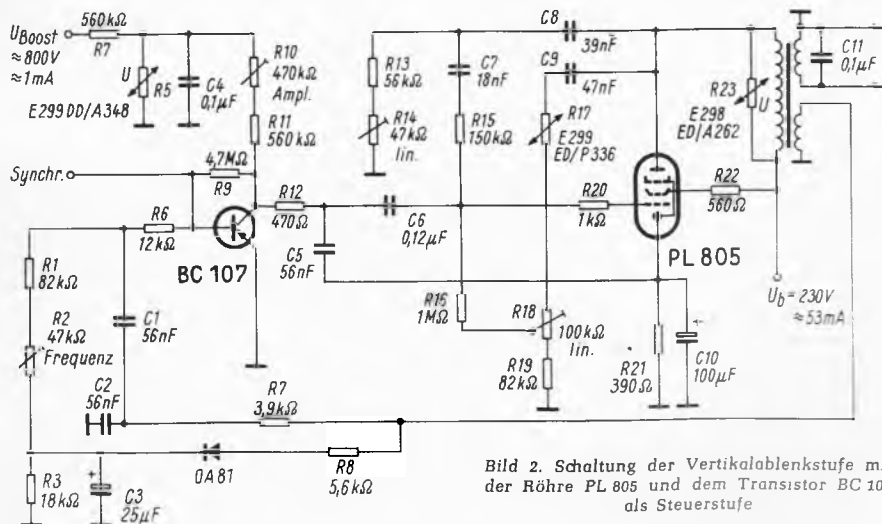 U_Boost
≈ 800V
≈ 1mA
560kΩ
R7
U
R5
E299 DD/A348
C4
0,1µF
R10
470kΩ
Ampl.
R11
560kΩ
4,7MΩ
R9
Synchr.
R6
12kΩ
BC 107
R12
470Ω
C5
56nF
C6
0,12µF
R1
82kΩ
R2
47kΩ
Frequenz
C1
56nF
C2
56nF
R7
3,9kΩ
0A81
R8
5,6kΩ
R3
18kΩ
+
C3
25µF
R13
56kΩ
R14
47kΩ
lin.
C7
18nF
R15
150kΩ
C8
39nF
C9
47nF
R17
E299
ED/P336
R16
1MΩ
R18
100kΩ
lin.
R19
82kΩ
R20
1kΩ
PL 805
R21
390Ω
+
C10
100µF
R22
560Ω
R23
U
E298
ED/A262
C11
0,1µF
U_b = 230V
≈ 53mA
Bild 2. Schaltung der Vertikalablenkstufe m.
der Röhre PL 805 und dem Transistor BC 10
als Steuerstufe